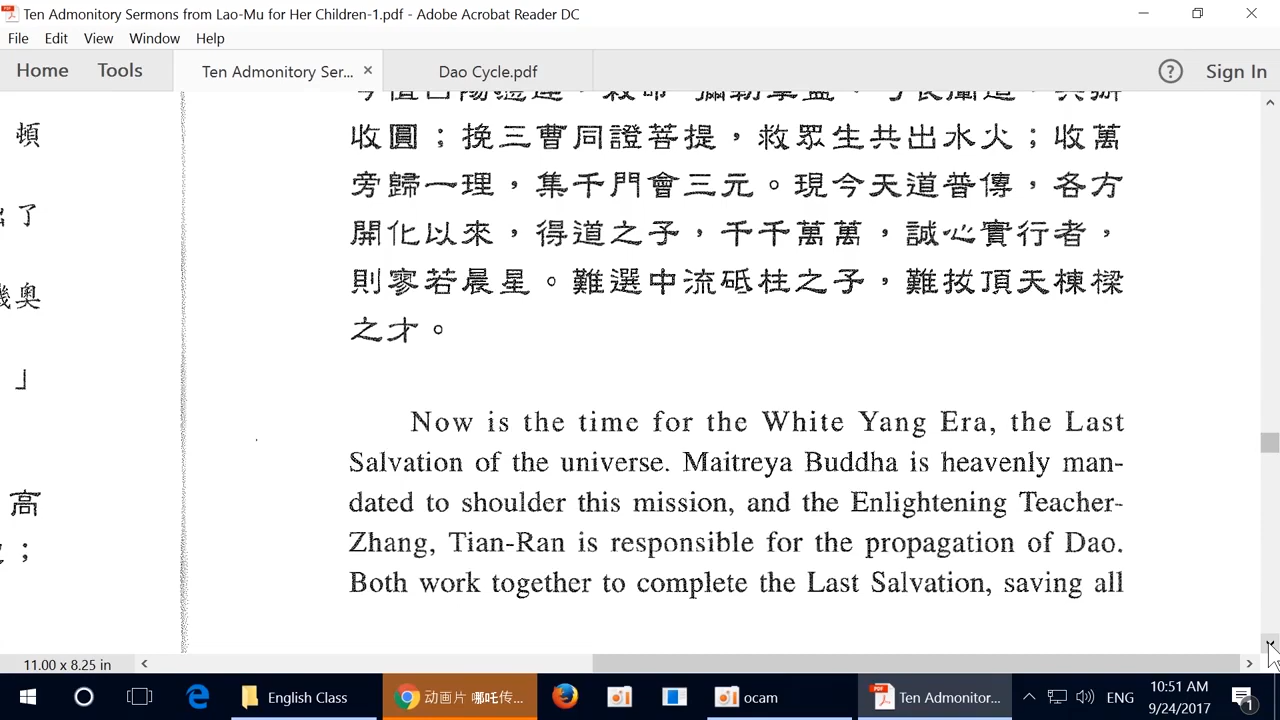 Ten Admonitory Sermons from Lao-Mu for Her Children-1.pdf - Adobe Acrobat Reader DC
File Edit View Window Help
Home Tools Ten Admonitory Ser... × Dao Cycle.pdf ? Sign In
頓
了
奧
」
高
；
收圓；挽三曹同證菩提，救眾生共出水火；收萬
旁歸一理，集千門會三元。現今天道普傳，各方
開化以來，得道之子，千千萬萬，誠心實行者，
則寥若晨星。難選中流砥柱之子，難拔頂天棟樑
之才。
Now is the time for the White Yang Era, the Last
Salvation of the universe. Maitreya Buddha is heavenly man-
dated to shoulder this mission, and the Enlightening Teacher-
Zhang, Tian-Ran is responsible for the propagation of Dao.
Both work together to complete the Last Salvation, saving all
11.00 x 8.25 in
English Class 动画片 哪吒传... ocam Ten Admonitor... ENG 10:51 AM
9/24/2017 1